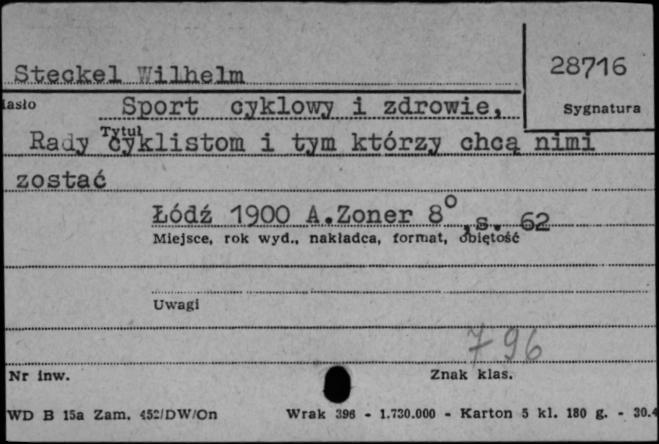 Steckel Wilhelm
28716
Hasło
Sport cyklowy i zdrowie,
Sygnatura
Tytuł
Rady cyklistom i tym którzy chcą nimi
zostać
Łódź 1900 A.Zoner 8°, s. 62
Miejsce, rok wyd., nakładca, format, objętość
Uwagi
796
Nr inw.
Znak klas.
WD B 15a Zam. 452/DW/On Wrak 396 - 1.730.000 - Karton 5 kl. 180 g. - 30.4